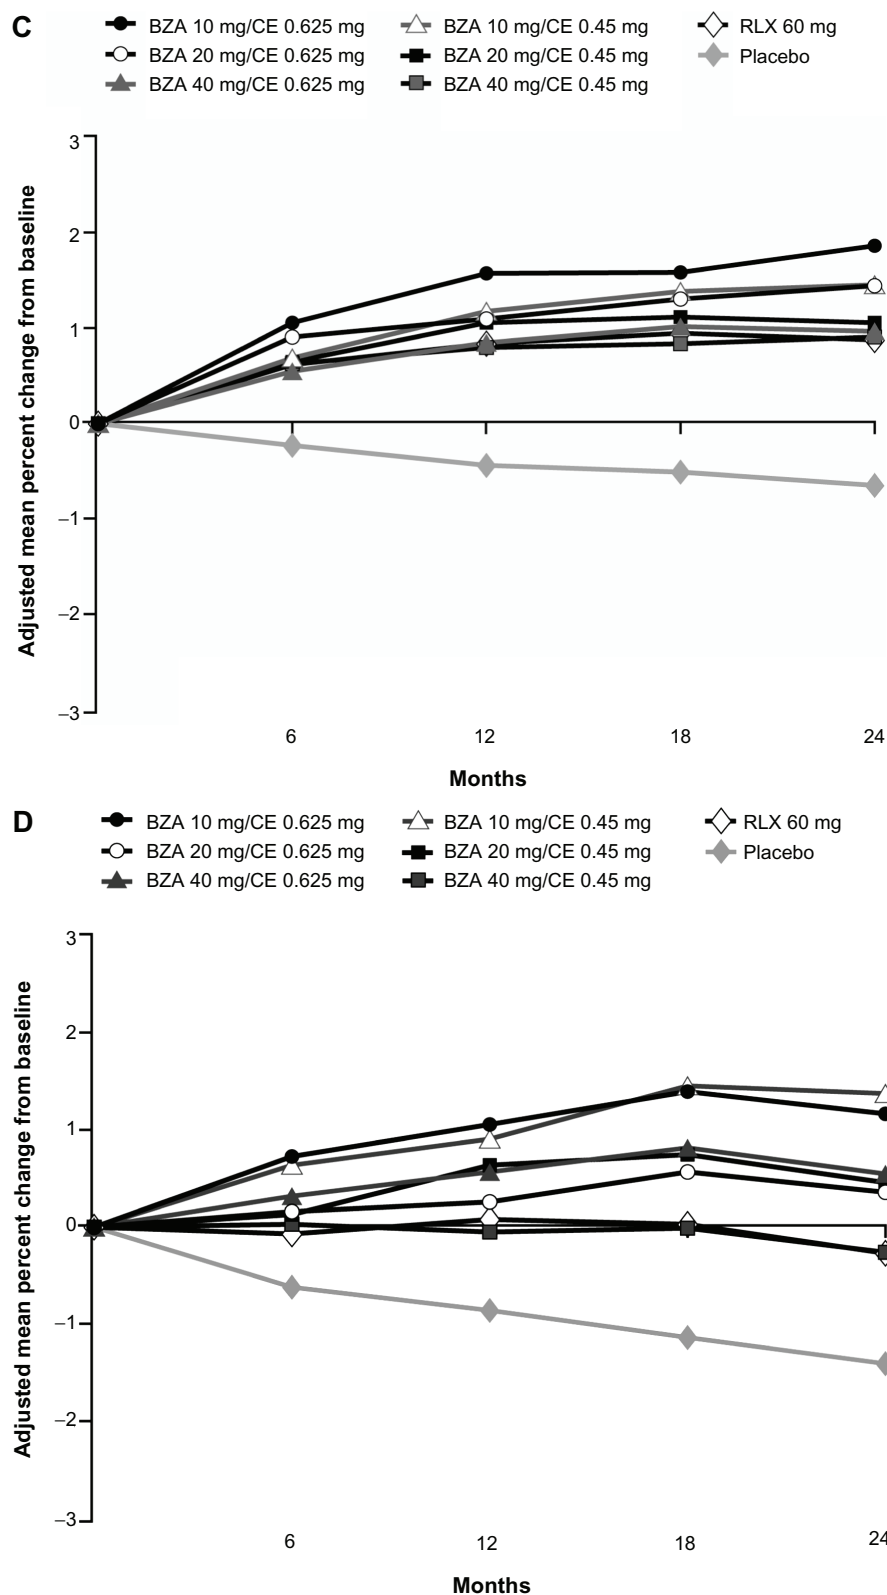 C
BZA 10 mg/CE 0.625 mg BZA 10 mg/CE 0.45 mg RLX 60 mg
BZA 20 mg/CE 0.625 mg BZA 20 mg/CE 0.45 mg Placebo
BZA 40 mg/CE 0.625 mg BZA 40 mg/CE 0.45 mg
Adjusted mean percent change from baseline
3
2
1
0
–1
–2
–3
6 12 18 24
Months
D
BZA 10 mg/CE 0.625 mg BZA 10 mg/CE 0.45 mg RLX 60 mg
BZA 20 mg/CE 0.625 mg BZA 20 mg/CE 0.45 mg Placebo
BZA 40 mg/CE 0.625 mg BZA 40 mg/CE 0.45 mg
Adjusted mean percent change from baseline
3
2
1
0
–1
–2
–3
6 12 18 24
Months